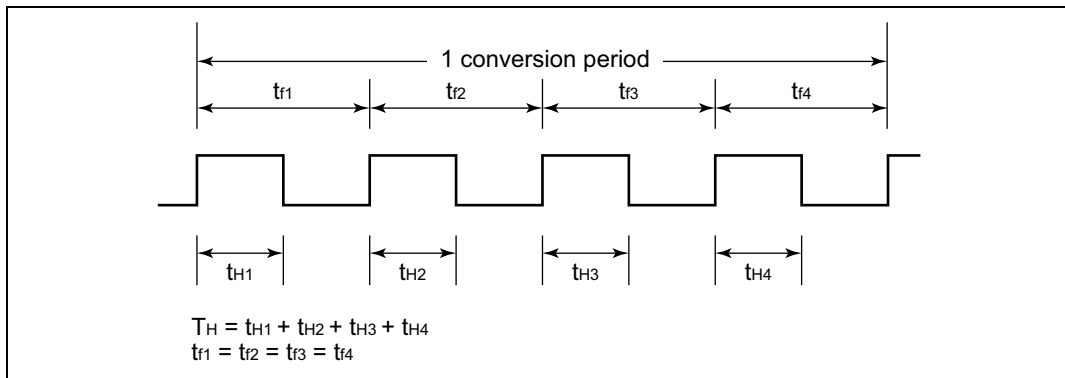 1 conversion period
tf1 tf2 tf3 tf4
tH1 tH2 tH3 tH4
TH = tH1 + tH2 + tH3 + tH4
tf1 = tf2 = tf3 = tf4